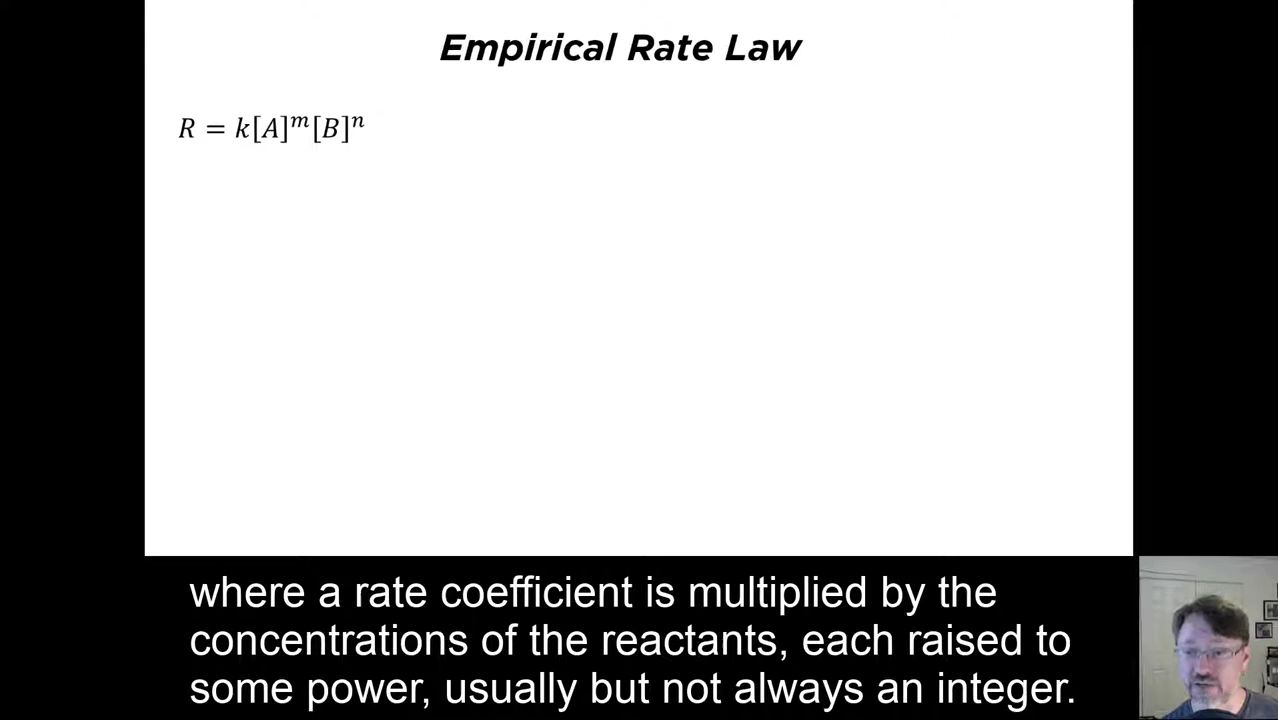 Empirical Rate Law
R = k[A]ᵐ[B]ⁿ
where a rate coefficient is multiplied by the
concentrations of the reactants, each raised to
some power, usually but not always an integer.